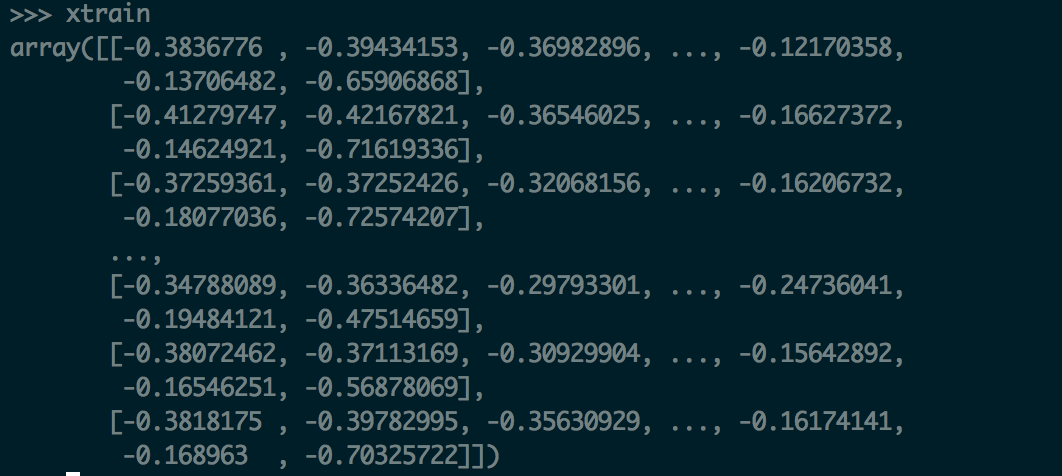 >>> xtrain
array([[-0.3836776 , -0.39434153, -0.36982896, ..., -0.12170358,
        -0.13706482, -0.65906868],
       [-0.41279747, -0.42167821, -0.36546025, ..., -0.16627372,
        -0.14624921, -0.71619336],
       [-0.37259361, -0.37252426, -0.32068156, ..., -0.16206732,
        -0.18077036, -0.72574207],
       ...,
       [-0.34788089, -0.36336482, -0.29793301, ..., -0.24736041,
        -0.19484121, -0.47514659],
       [-0.38072462, -0.37113169, -0.30929904, ..., -0.15642892,
        -0.16546251, -0.56878069],
       [-0.3818175 , -0.39782995, -0.35630929, ..., -0.16174141,
        -0.168963  , -0.70325722]])